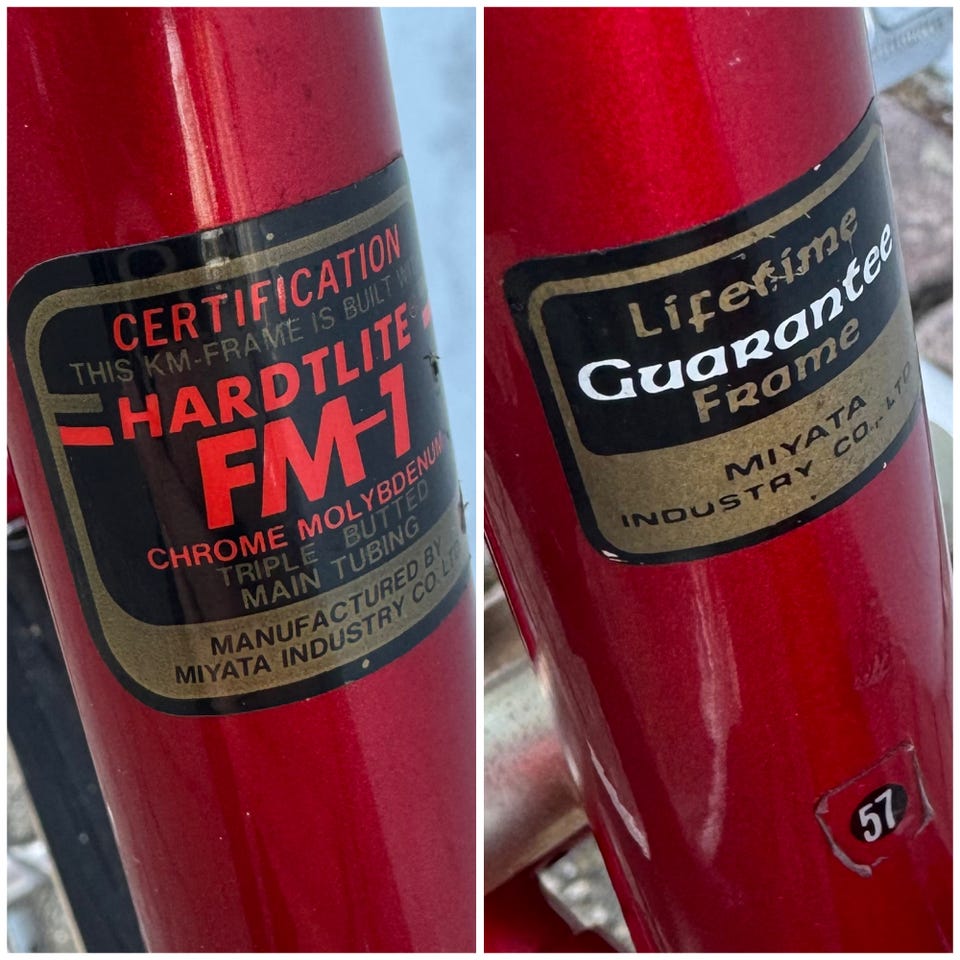 CERTIFICATION
THIS KM-FRAME IS BUILT
HARDTLITE
FM-1
CHROME MOLYBDENUM
TRIPLE BUTTED
MAIN TUBING
MANUFACTURED BY
MIYATA INDUSTRY CO. LTD
Lifetime
Guarantee
Frame
MIYATA
INDUSTRY CO., LTD
57